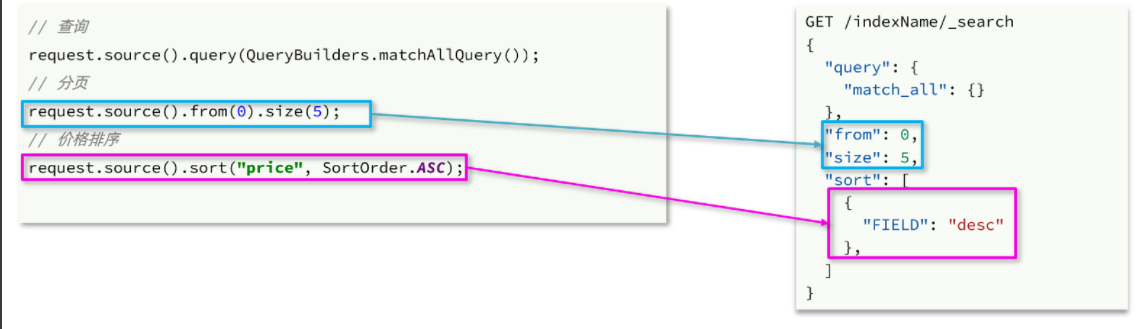 // 查询
request.source().query(QueryBuilders.matchAllQuery());
// 分页
request.source().from(0).size(5);
// 价格排序
request.source().sort("price", SortOrder.ASC);
GET /indexName/_search
{
  "query": {
    "match_all": {}
  },
  "from": 0,
  "size": 5,
  "sort": [
    {
      "FIELD": "desc"
    },
  ]
}